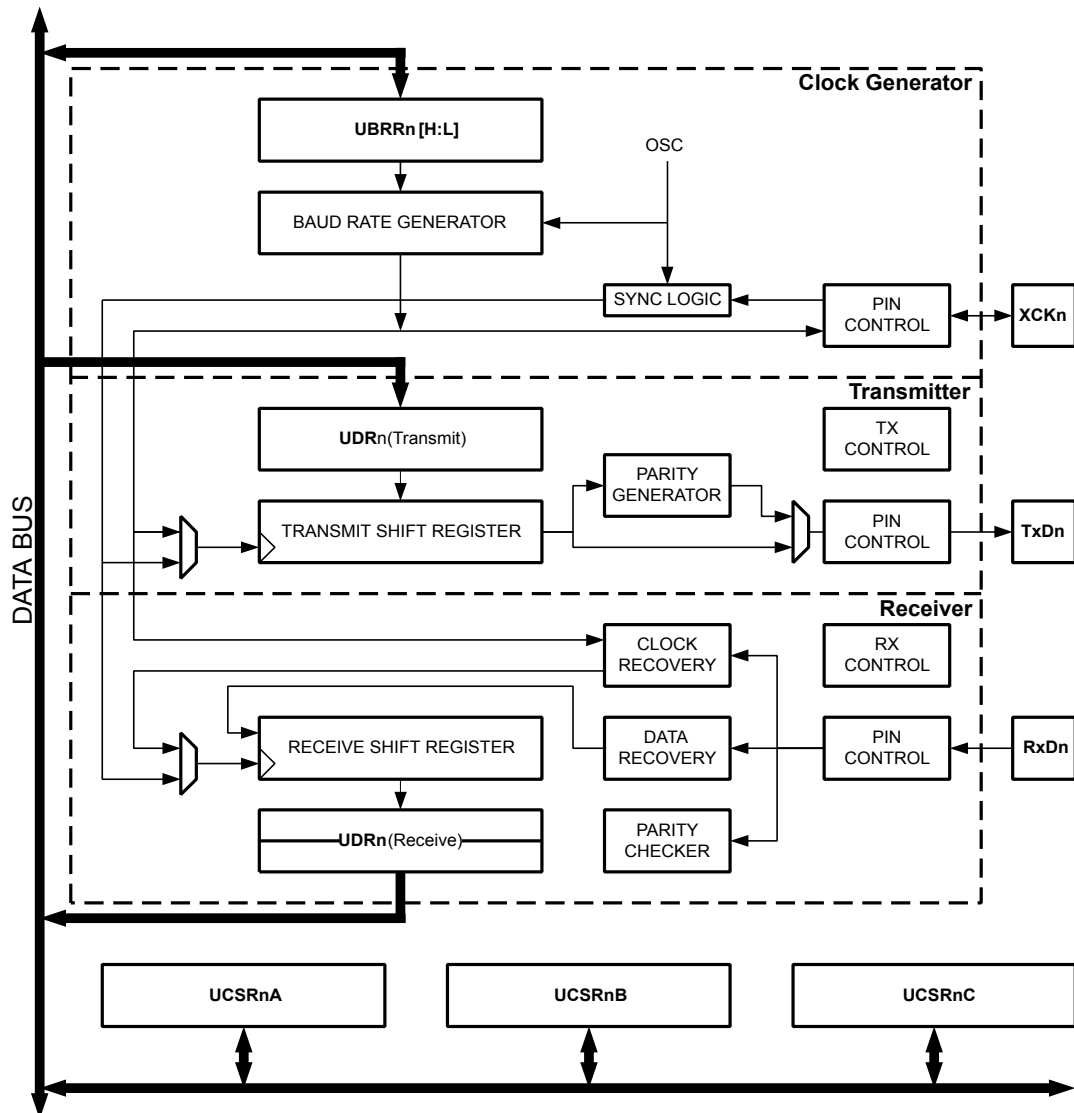 Clock Generator
UBRRn [H:L]
OSC
BAUD RATE GENERATOR
SYNC LOGIC
PIN
CONTROL
XCKn
Transmitter
UDRn(Transmit)
TX
CONTROL
PARITY
GENERATOR
TRANSMIT SHIFT REGISTER
PIN
CONTROL
TxDn
DATA BUS
Receiver
CLOCK
RECOVERY
RX
CONTROL
RECEIVE SHIFT REGISTER
DATA
RECOVERY
PIN
CONTROL
RxDn
UDRn(Receive)
PARITY
CHECKER
UCSRnA
UCSRnB
UCSRnC